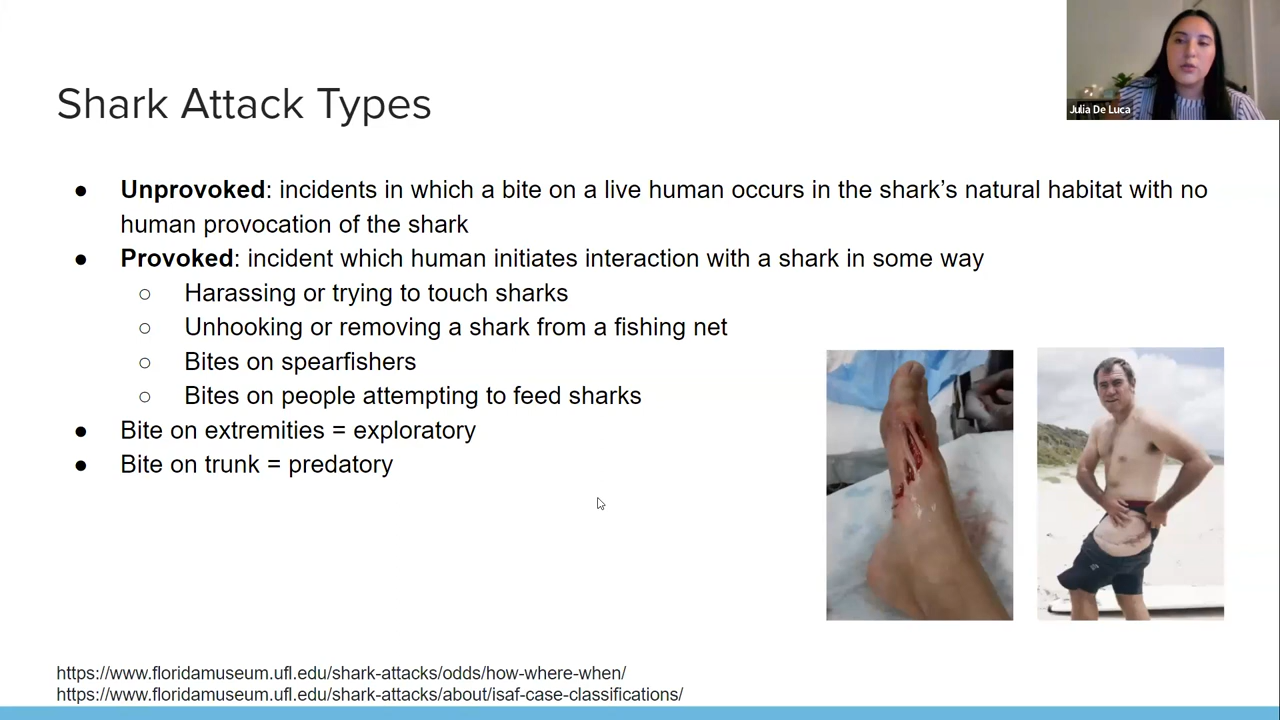 Julia De Luca
Shark Attack Types
● Unprovoked: incidents in which a bite on a live human occurs in the shark’s natural habitat with no
human provocation of the shark
● Provoked: incident which human initiates interaction with a shark in some way
○ Harassing or trying to touch sharks
○ Unhooking or removing a shark from a fishing net
○ Bites on spearfishers
○ Bites on people attempting to feed sharks
● Bite on extremities = exploratory
● Bite on trunk = predatory
https://www.floridamuseum.ufl.edu/shark-attacks/odds/how-where-when/
https://www.floridamuseum.ufl.edu/shark-attacks/about/isaf-case-classifications/